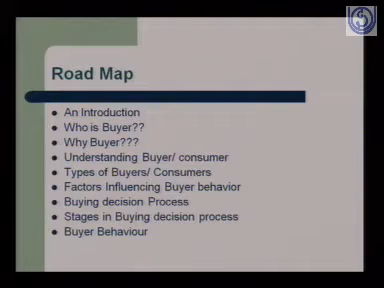 Road Map
An Introduction
Who is Buyer??
Why Buyer???
Understanding Buyer/ consumer
Types of Buyers/ Consumers
Factors Influencing Buyer behavior
Buying decision Process
Stages in Buying decision process
Buyer Behaviour